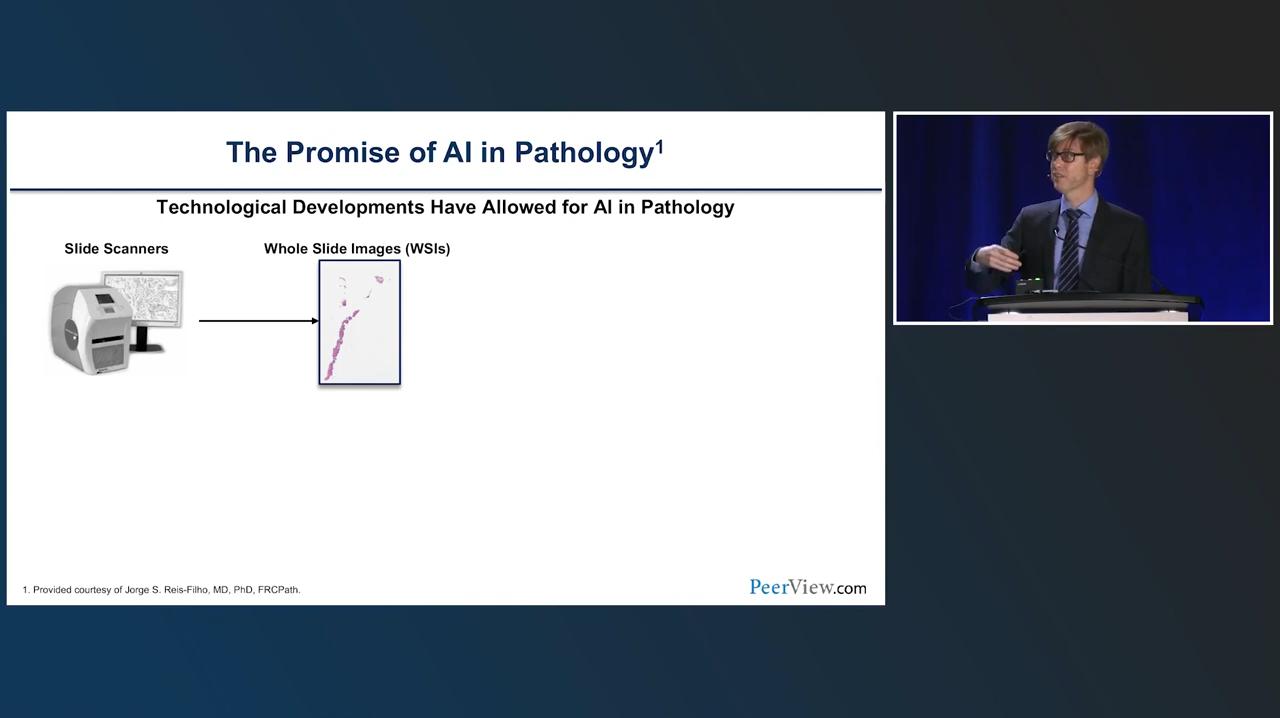 The Promise of AI in Pathology1
Technological Developments Have Allowed for AI in Pathology
Slide Scanners
Whole Slide Images (WSIs)
1. Provided courtesy of Jorge S. Reis-Filho, MD, PhD, FRCPath.
PeerView.com